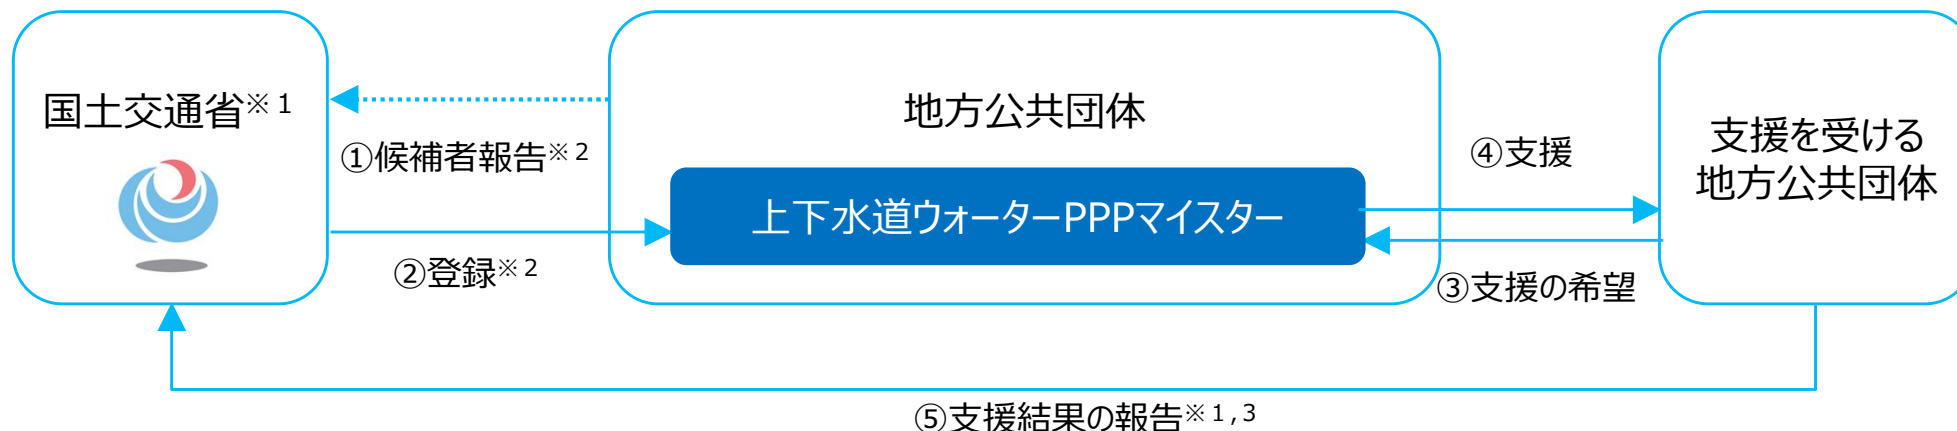 国土交通省※1
①候補者報告※2
②登録※2
地方公共団体
上下水道ウォーターPPPマイスター
④支援
③支援の希望
支援を受ける
地方公共団体
⑤支援結果の報告※1,3